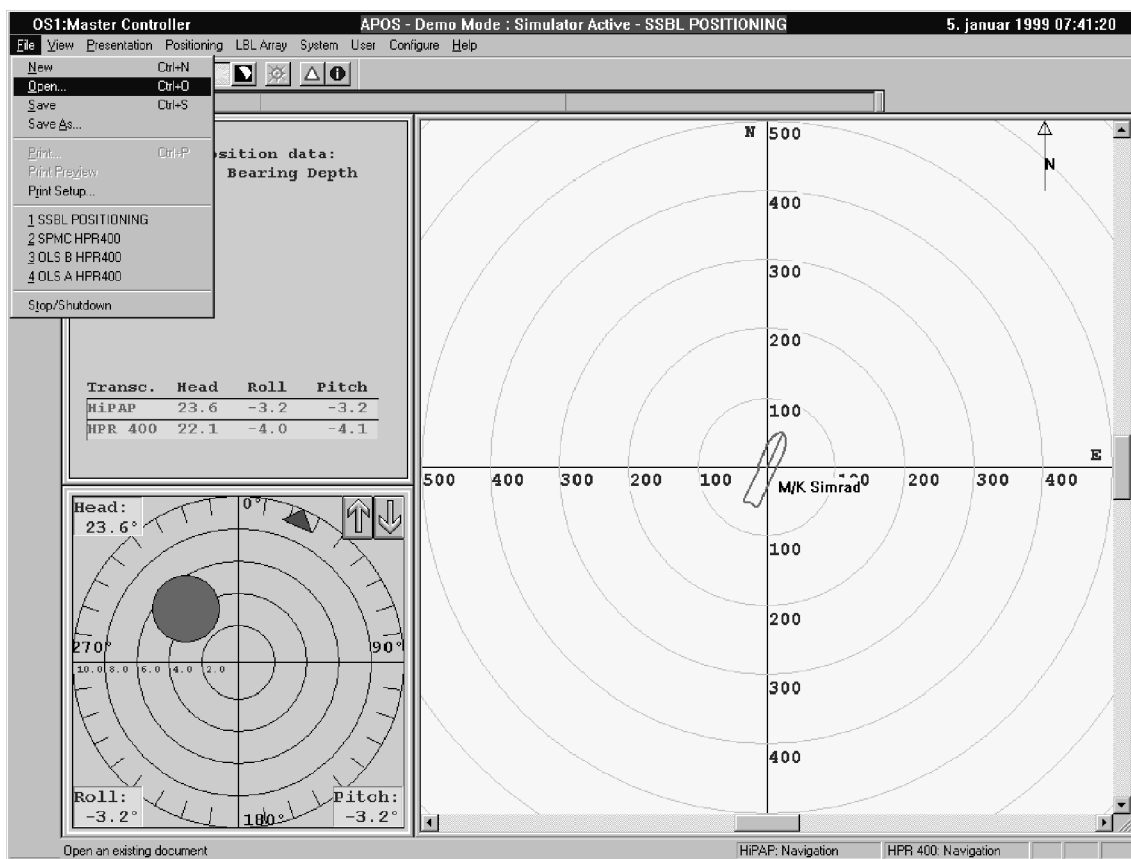 OS1:Master Controller APOS - Demo Mode : Simulator Active - SSBL POSITIONING 5. januar 1999 07:41:20
File View Presentation Positioning LBL Array System User Configure Help
New Ctrl+N
Open... Ctrl+O
Save Ctrl+S
Save As...
Print... Ctrl+P
Print Preview
Print Setup...
1 SSBL POSITIONING
2 SPMC HPR400
3 OLS B HPR400
4 OLS A HPR400
Stop/Shutdown
sition data:
Bearing Depth
Transc. Head Roll Pitch
HiPAP 23.6 -3.2 -3.2
HPR 400 22.1 -4.0 -4.1
Head:
23.6°
0°
270°
90°
10.0 8.0 6.0 4.0 2.0
Roll:
-3.2°
180°
Pitch:
-3.2°
N 500
N
400
300
200
100
E
500 400 300 200 100 100 200 300 400
M/K Simrad
100
200
300
400
Open an existing document HiPAP: Navigation HPR 400: Navigation